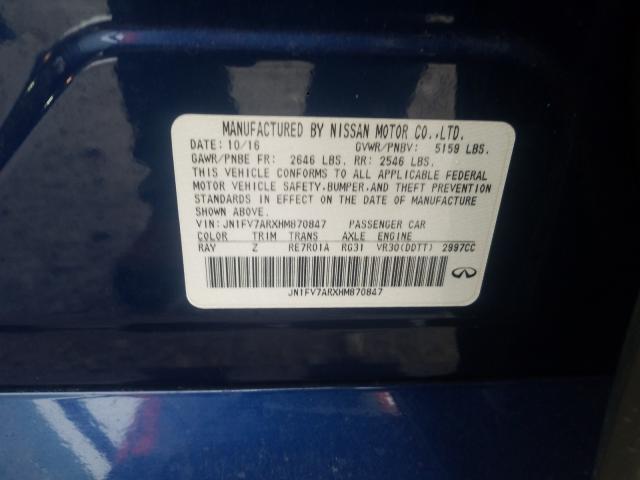 MANUFACTURED BY NISSAN MOTOR CO.,LTD.
DATE: 10/16 GVWR/PNBV: 5159 LBS.
GAWR/PNBE FR: 2646 LBS. RR: 2546 LBS.
THIS VEHICLE CONFORMS TO ALL APPLICABLE FEDERAL
MOTOR VEHICLE SAFETY,BUMPER,AND THEFT PREVENTION
STANDARDS IN EFFECT ON THE DATE OF MANUFACTURE
SHOWN ABOVE.
VIN: JN1FV7ARXHM870847 PASSENGER CAR
COLOR TRIM TRANS AXLE ENGINE
RAY Z RE7R01A RG31 VR30(DDTT) 2997CC
JN1FV7ARXHM870847